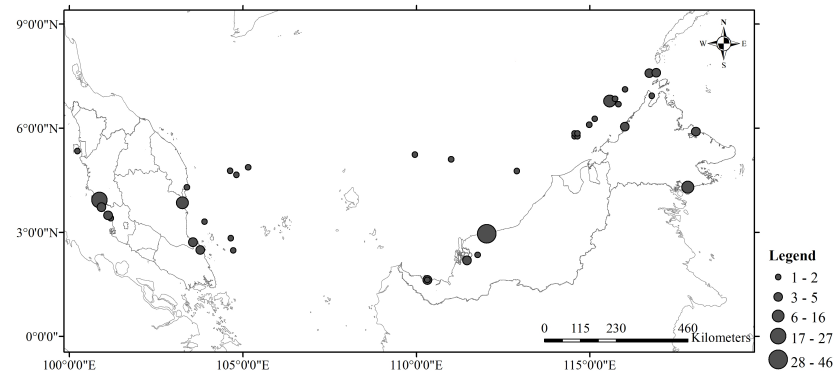 9°0'0"N
N
W E
S
6°0'0"N
3°0'0"N
0°0'0"
Legend
1 - 2
3 - 5
6 - 16
17 - 27
28 - 46
0 115 230 460
Kilometers
100°0'0"E 105°0'0"E 110°0'0"E 115°0'0"E